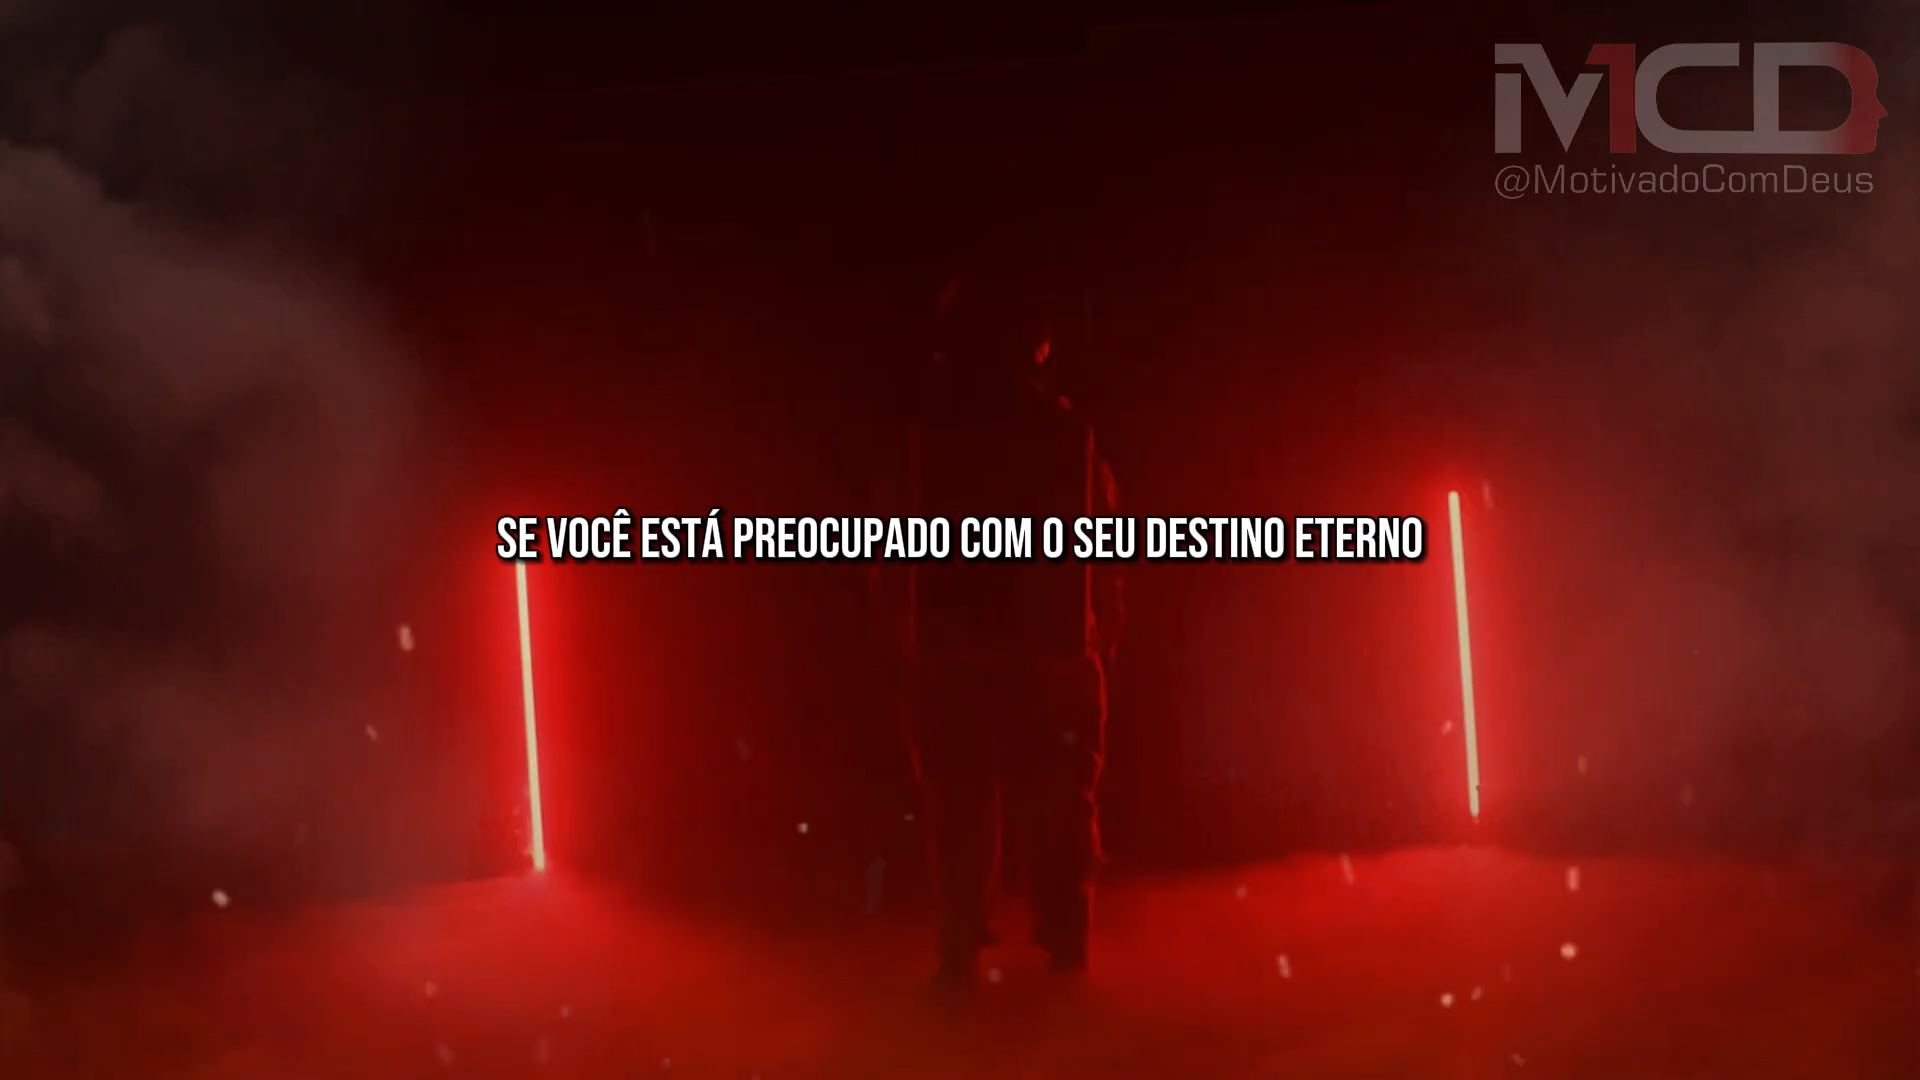 MCD
@MotivadoComDeus
SE VOCÊ ESTÁ PREOCUPADO COM O SEU DESTINO ETERNO